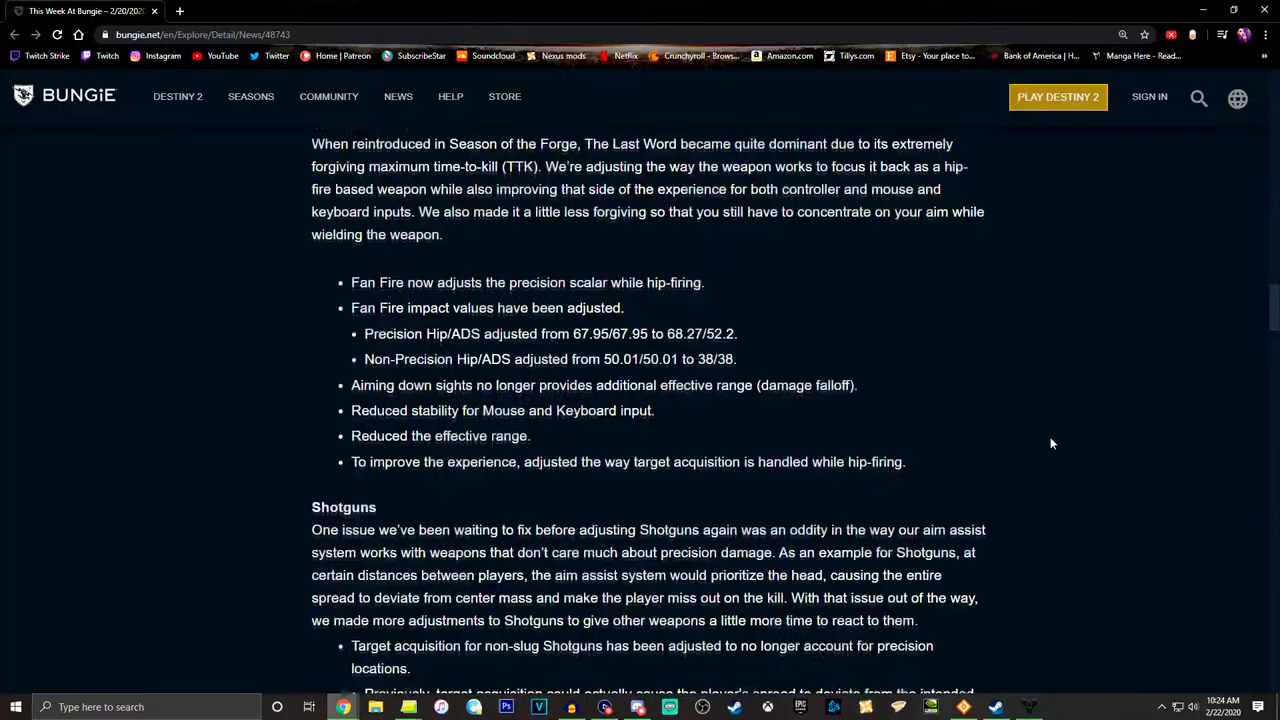 This Week At Bungie – 2/20/202
bungie.net/en/Explore/Detail/News/48743
Twitch Strike Twitch Instagram YouTube Twitter Home | Patreon SubscribeStar Soundcloud Nexus mods Netflix Crunchyroll - Brows... Amazon.com Tillys.com Etsy - Your place to... Bank of America | H... Manga Here - Read...
BUNGiE DESTINY 2 SEASONS COMMUNITY NEWS HELP STORE PLAY DESTINY 2 SIGN IN
When reintroduced in Season of the Forge, The Last Word became quite dominant due to its extremely
forgiving maximum time-to-kill (TTK). We're adjusting the way the weapon works to focus it back as a hip-
fire based weapon while also improving that side of the experience for both controller and mouse and
keyboard inputs. We also made it a little less forgiving so that you still have to concentrate on your aim while
wielding the weapon.
• Fan Fire now adjusts the precision scalar while hip-firing.
• Fan Fire impact values have been adjusted.
• Precision Hip/ADS adjusted from 67.95/67.95 to 68.27/52.2.
• Non-Precision Hip/ADS adjusted from 50.01/50.01 to 38/38.
• Aiming down sights no longer provides additional effective range (damage falloff).
• Reduced stability for Mouse and Keyboard input.
• Reduced the effective range.
• To improve the experience, adjusted the way target acquisition is handled while hip-firing.
Shotguns
One issue we've been waiting to fix before adjusting Shotguns again was an oddity in the way our aim assist
system works with weapons that don't care much about precision damage. As an example for Shotguns, at
certain distances between players, the aim assist system would prioritize the head, causing the entire
spread to deviate from center mass and make the player miss out on the kill. With that issue out of the way,
we made more adjustments to Shotguns to give other weapons a little more time to react to them.
• Target acquisition for non-slug Shotguns has been adjusted to no longer account for precision
locations.
• Previously, target acquisition could actually cause the player's spread to deviate from the intended
Type here to search
10:24 AM
2/22/2020